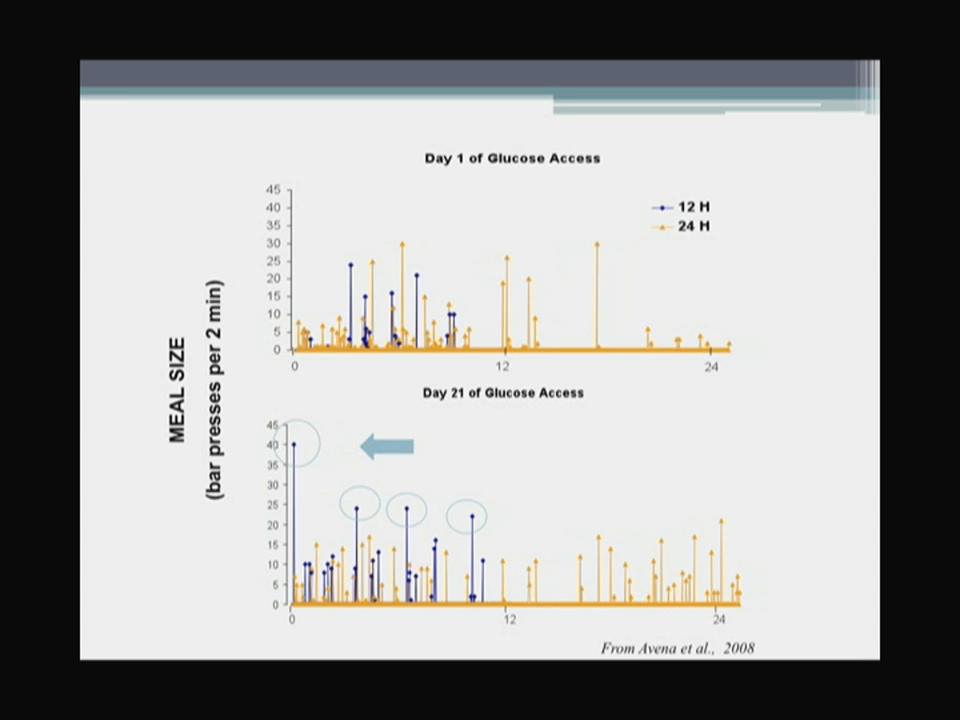 Day 1 of Glucose Access
45
40
35
30
25
20
15
10
5
0
0 12 24
12 H
24 H
MEAL SIZE
(bar presses per 2 min)
Day 21 of Glucose Access
45
40
35
30
25
20
15
10
5
0
0 12 24
From Avena et al., 2008